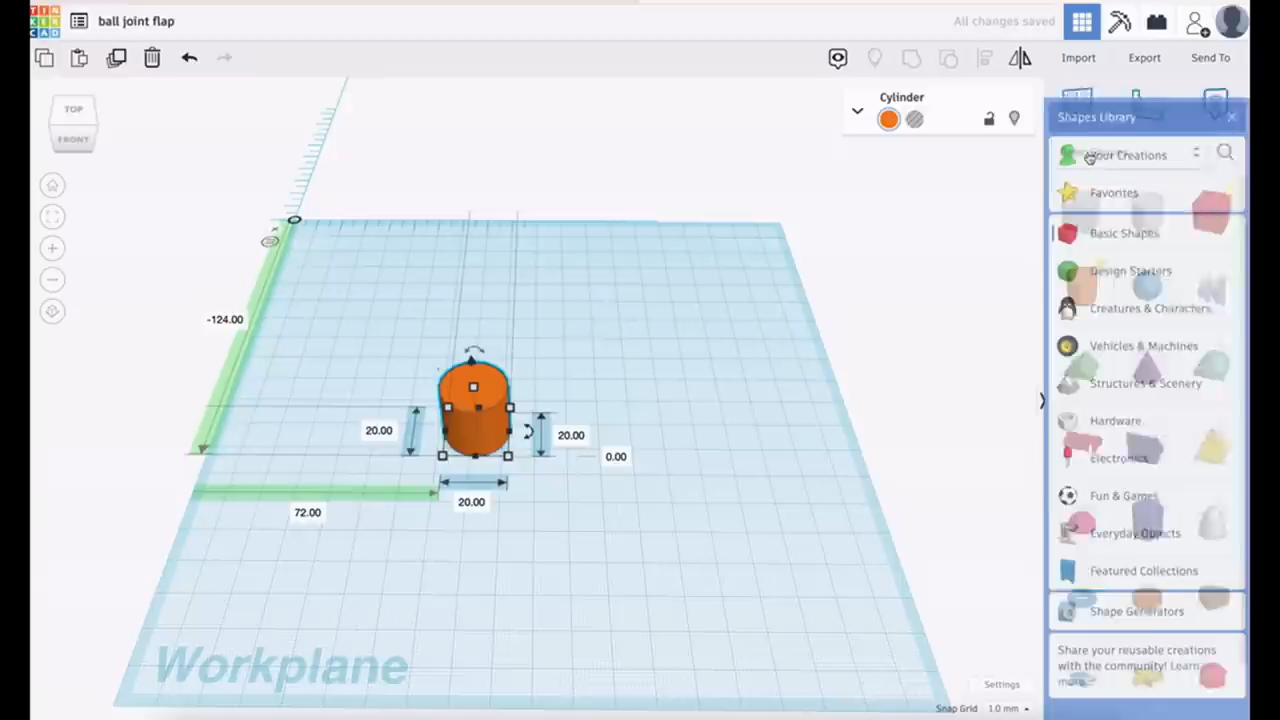 TIN
KER
CAD
ball joint flap
All changes saved
Import
Export
Send To
TOP
FRONT
Cylinder
Shapes Library
Your Creations
Favorites
Basic Shapes
Design Starters
Creatures & Characters
Vehicles & Machines
Structures & Scenery
Hardware
Electronics
Fun & Games
Everyday Objects
Featured Collections
Shape Generators
Share your reusable creations
with the community! Learn
more
-124.00
20.00
20.00
0.00
20.00
72.00
Workplane
Settings
Snap Grid 1.0 mm